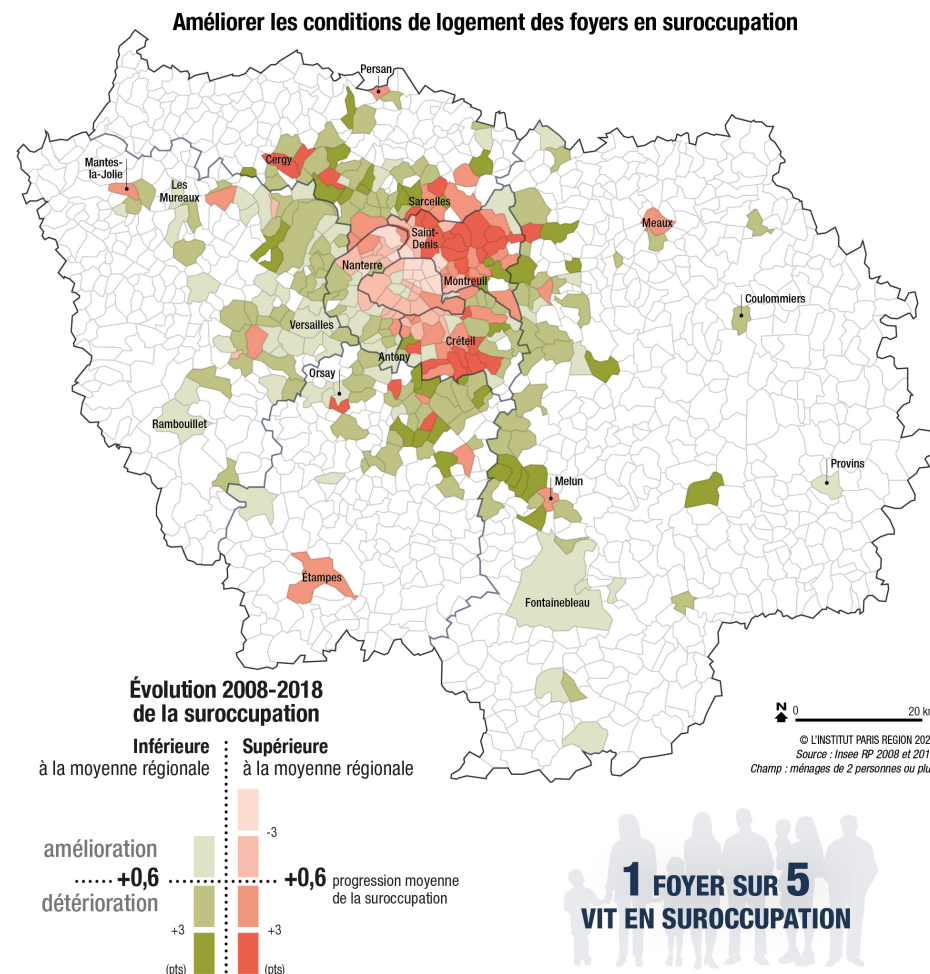 Améliorer les conditions de logement des foyers en suroccupation
Persan
Cergy
Mantes-
la-Jolie
Les
Mureaux
Sarcelles
Saint-
Denis
Meaux
Nanterre
Montreuil
Coulommiers
Versailles
Créteil
Antony
Orsay
Rambouillet
Provins
Melun
Étampes
Fontainebleau
Évolution 2008-2018
de la suroccupation
Inférieure
à la moyenne régionale
Supérieure
à la moyenne régionale
-3
amélioration
+0,6
+0,6 progression moyenne
de la suroccupation
détérioration
+3
+3
(pts)
(pts)
N
0
20 k
© L'INSTITUT PARIS REGION 202
Source : Insee RP 2008 et 201
Champ : ménages de 2 personnes ou plu
1 FOYER SUR 5
VIT EN SUROCCUPATION